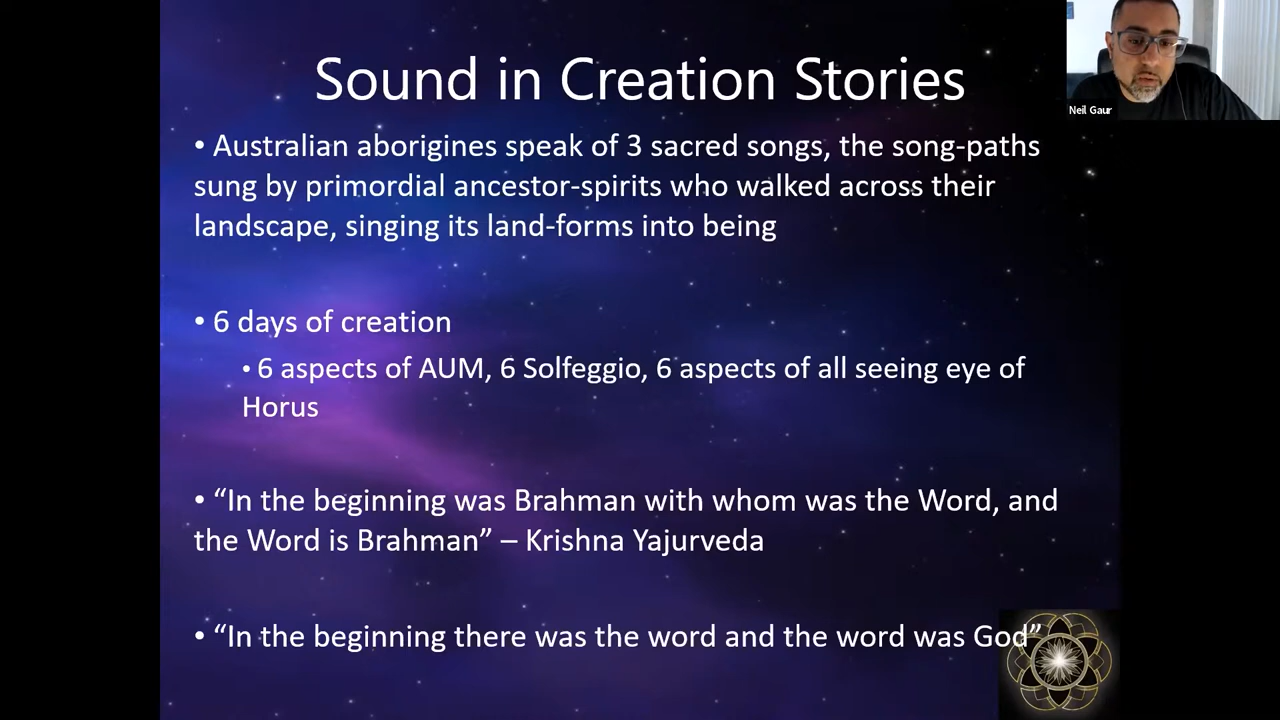 Sound in Creation Stories
Neil Gaur
• Australian aborigines speak of 3 sacred songs, the song-paths
sung by primordial ancestor-spirits who walked across their
landscape, singing its land-forms into being
• 6 days of creation
• 6 aspects of AUM, 6 Solfeggio, 6 aspects of all seeing eye of
Horus
• “In the beginning was Brahman with whom was the Word, and
the Word is Brahman” – Krishna Yajurveda
• “In the beginning there was the word and the word was God”